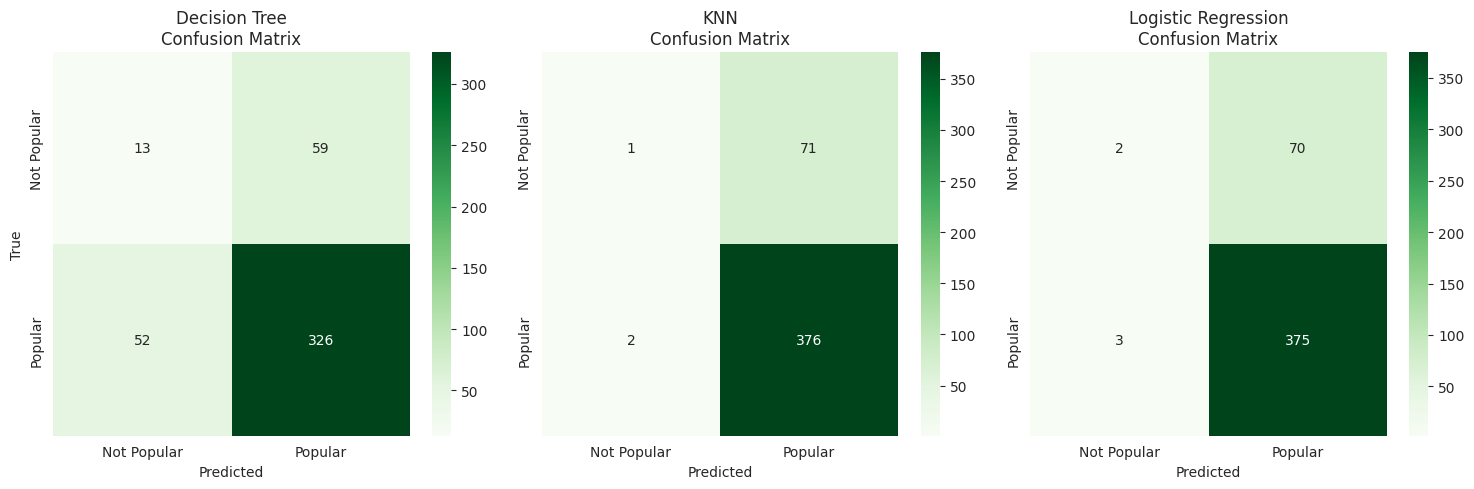 Decision Tree
Confusion Matrix
True
Not Popular
Popular
13
59
52
326
Not Popular
Popular
Predicted
300
250
200
150
100
50
KNN
Confusion Matrix
Not Popular
Popular
1
71
2
376
Not Popular
Popular
Predicted
350
300
250
200
150
100
50
Logistic Regression
Confusion Matrix
Not Popular
Popular
2
70
3
375
Not Popular
Popular
Predicted
350
300
250
200
150
100
50